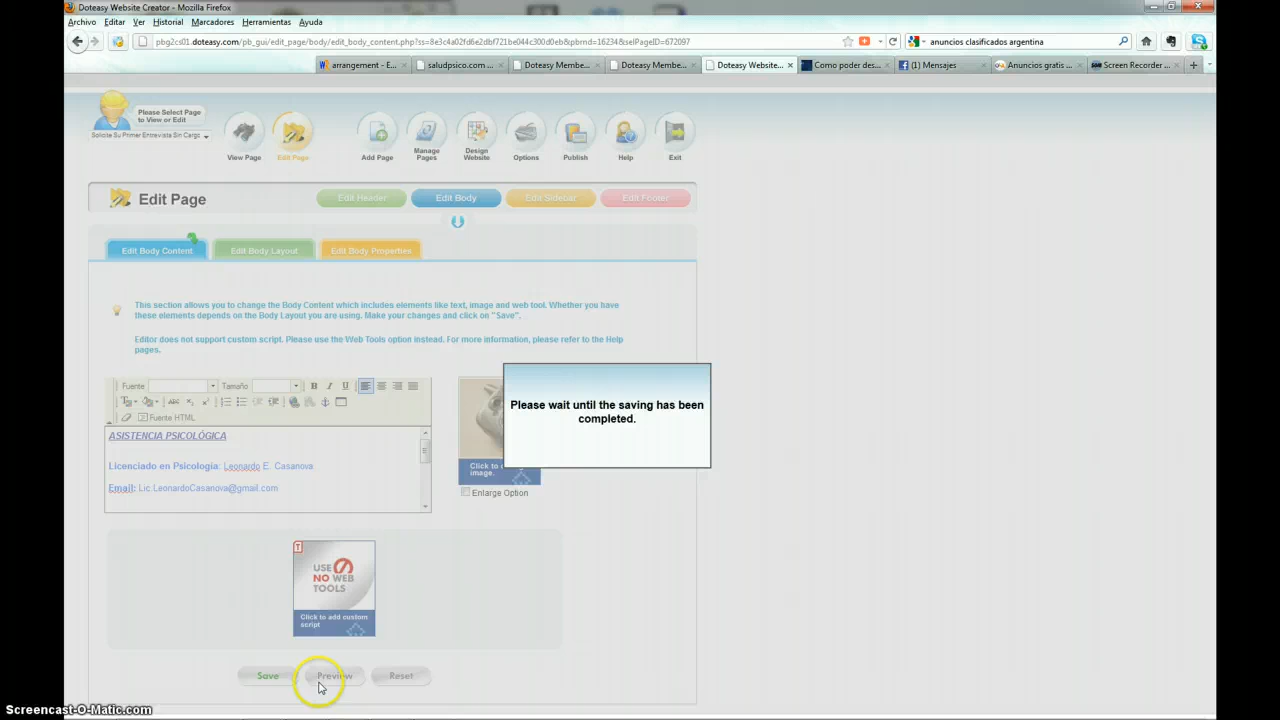 Doteasy Website Creator - Mozilla Firefox
Archivo Editar Ver Historial Marcadores Herramientas Ayuda
pbg2cs01.doteasy.com/pb_gui/edit_page/body/edit_body_content.php?ss=8e3c4a02fd6e2dbf721be044c300d0eb&pbrnd=16234&selPageID=672097
anuncios clasificados argentina
arrangement - E...
saludpsico.com ...
Doteasy Membe...
Doteasy Membe...
Doteasy Website...
Como poder des...
(1) Mensajes
Anuncios gratis ...
Screen Recorder ...
Please Select Page
to View or Edit
Solicite Su Primer Entrevista Sin Cargo
View Page
Edit Page
Add Page
Manage
Pages
Design
Website
Options
Publish
Help
Exit
Edit Page
Edit Header
Edit Body
Edit Sidebar
Edit Footer
Edit Body Content
Edit Body Layout
Edit Body Properties
This section allows you to change the Body Content which includes elements like text, image and web tool. Whether you have
these elements depends on the Body Layout you are using. Make your changes and click on "Save".
Editor does not support custom script. Please use the Web Tools option instead. For more information, please refer to the Help
pages.
Fuente
Tamaño
B I U
ABC
Fuente HTML
ASISTENCIA PSICOLÓGICA
Licenciado en Psicología: Leonardo E. Casanova
Email: Lic.LeonardoCasanova@gmail.com
image.
Enlarge Option
Please wait until the saving has been
completed.
T
USE
NO WEB
TOOLS
Click to add custom
script
Save
Preview
Reset
Screencast-O-Matic.com